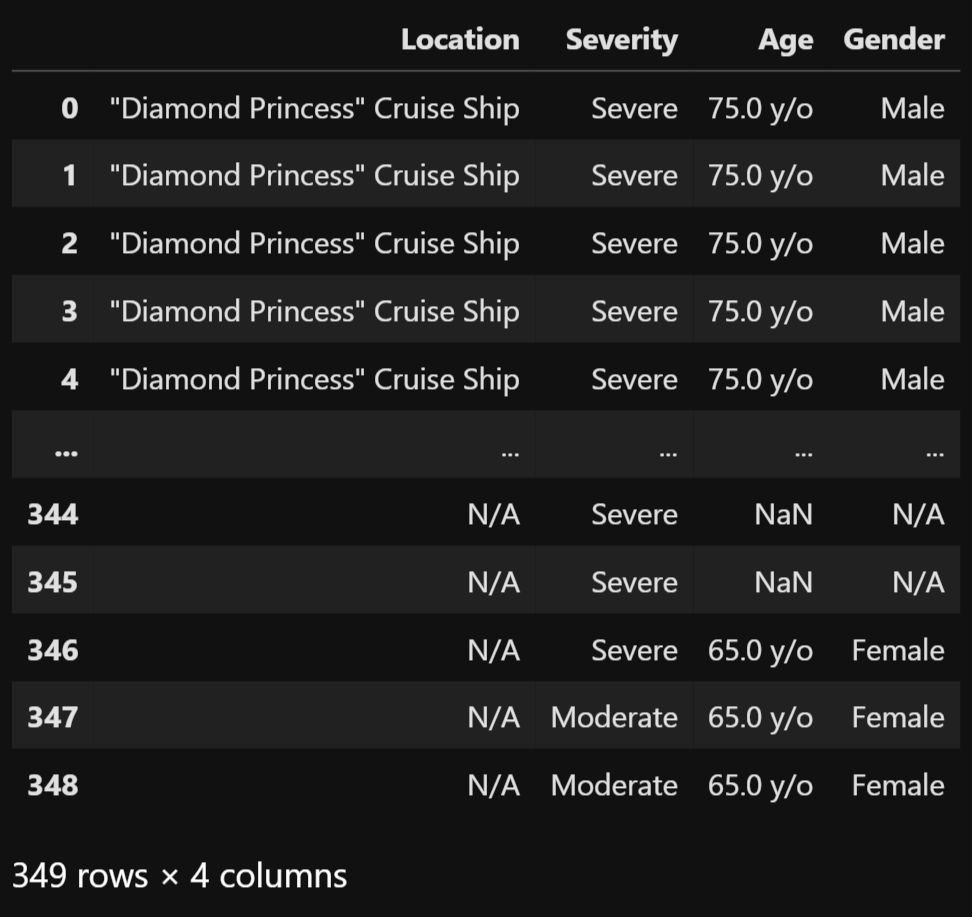 Location Severity Age Gender
0 "Diamond Princess" Cruise Ship Severe 75.0 y/o Male
1 "Diamond Princess" Cruise Ship Severe 75.0 y/o Male
2 "Diamond Princess" Cruise Ship Severe 75.0 y/o Male
3 "Diamond Princess" Cruise Ship Severe 75.0 y/o Male
4 "Diamond Princess" Cruise Ship Severe 75.0 y/o Male
... ... ... ... ...
344 N/A Severe NaN N/A
345 N/A Severe NaN N/A
346 N/A Severe 65.0 y/o Female
347 N/A Moderate 65.0 y/o Female
348 N/A Moderate 65.0 y/o Female
349 rows × 4 columns